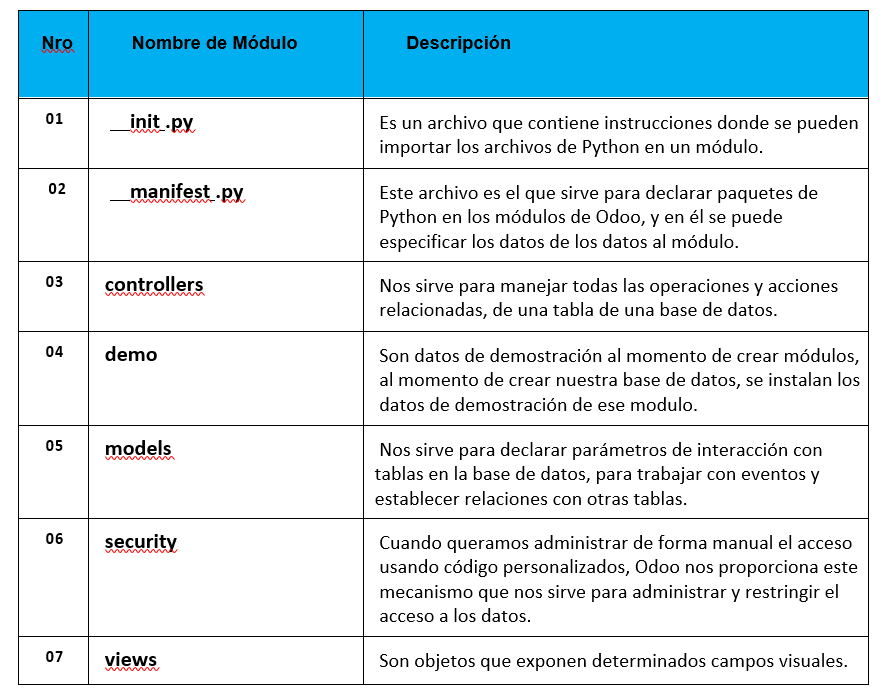 Nro Nombre de Módulo Descripción
01 __init_.py Es un archivo que contiene instrucciones donde se pueden
importar los archivos de Python en un módulo.
02 __manifest_.py Este archivo es el que sirve para declarar paquetes de
Python en los módulos de Odoo, y en él se puede
especificar los datos de los datos al módulo.
03 controllers Nos sirve para manejar todas las operaciones y acciones
relacionadas, de una tabla de una base de datos.
04 demo Son datos de demostración al momento de crear módulos,
al momento de crear nuestra base de datos, se instalan los
datos de demostración de ese modulo.
05 models Nos sirve para declarar parámetros de interacción con
tablas en la base de datos, para trabajar con eventos y
establecer relaciones con otras tablas.
06 security Cuando queramos administrar de forma manual el acceso
usando código personalizados, Odoo nos proporciona este
mecanismo que nos sirve para administrar y restringir el
acceso a los datos.
07 views Son objetos que exponen determinados campos visuales.